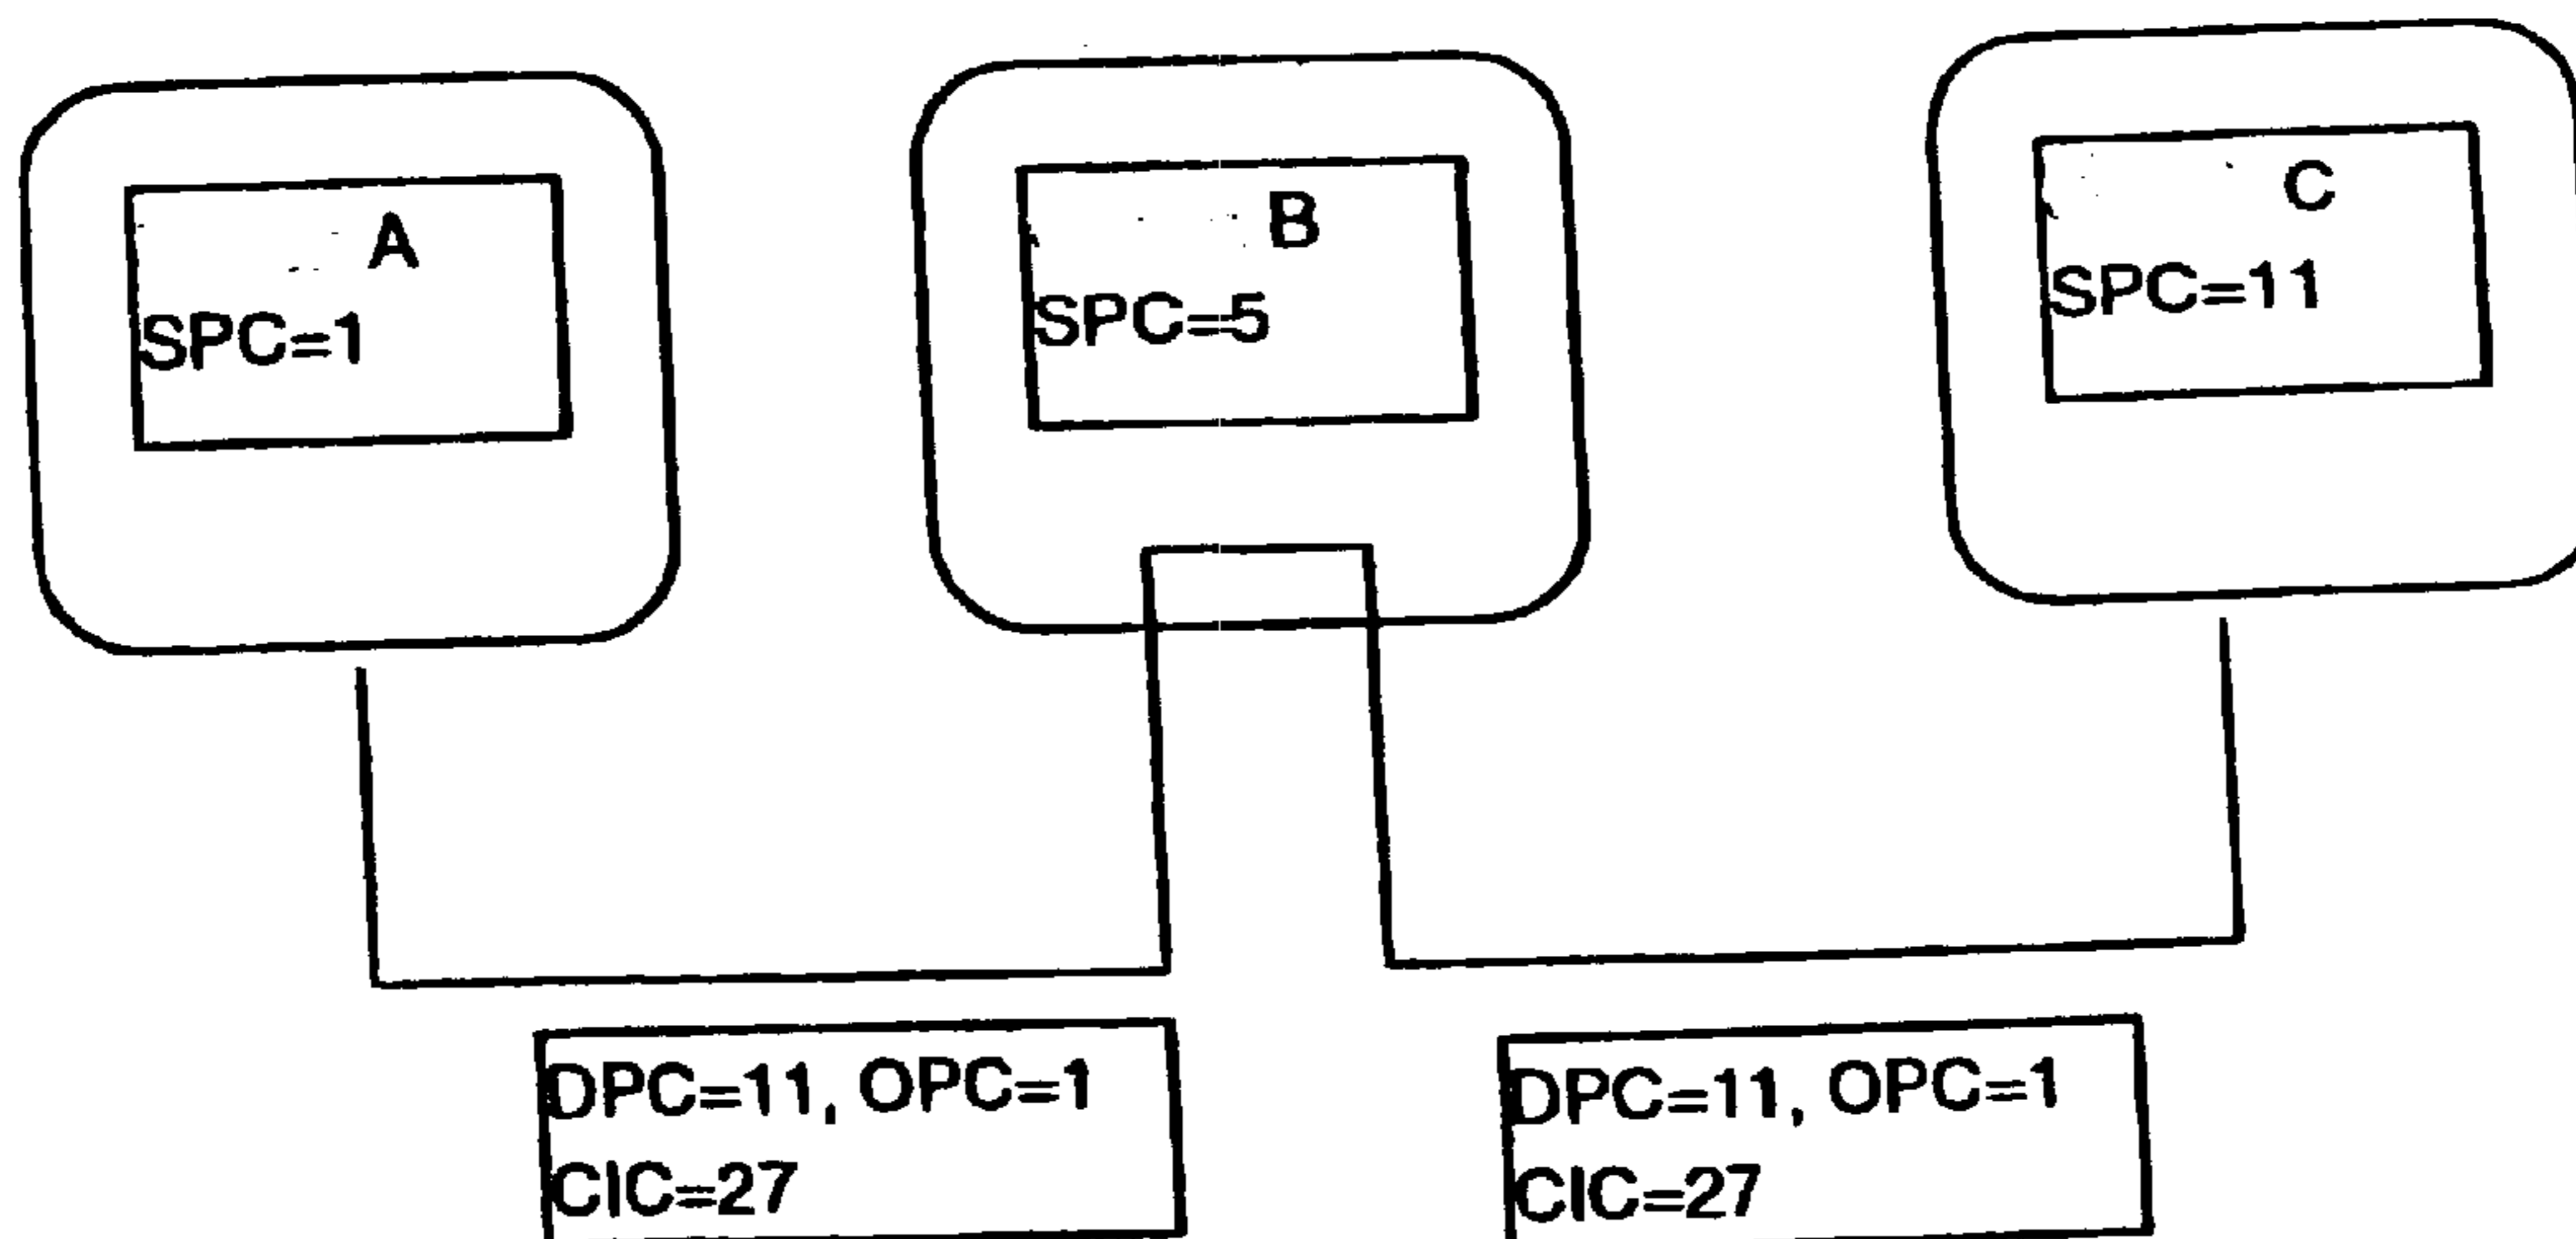 A
SPC=1
B
SPC=5
C
SPC=11
DPC=11, OPC=1
CIC=27
DPC=11, OPC=1
CIC=27